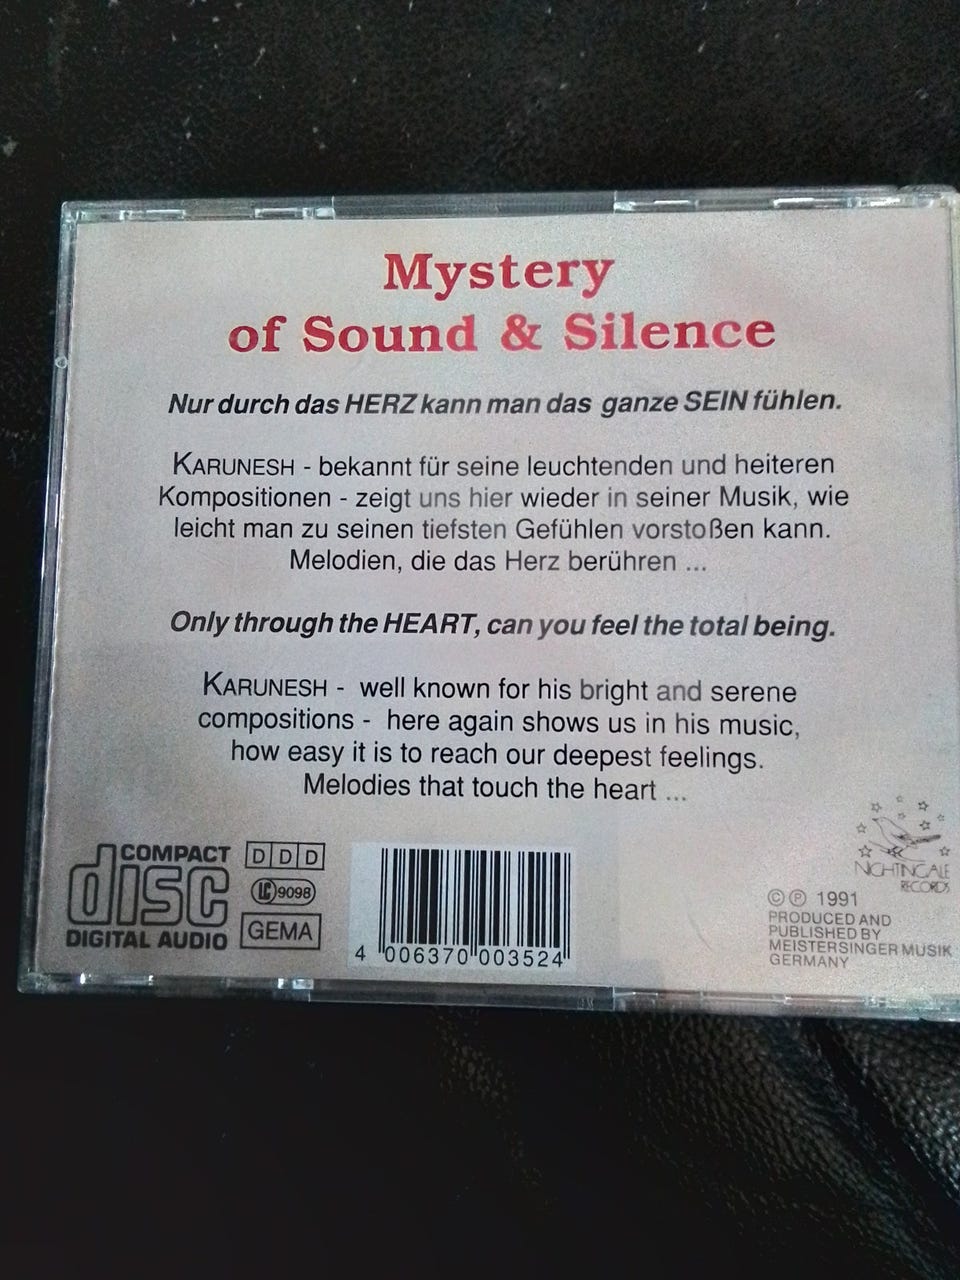 Mystery
of Sound & Silence
Nur durch das HERZ kann man das ganze SEIN fühlen.
KARUNESH - bekannt für seine leuchtenden und heiteren
Kompositionen - zeigt uns hier wieder in seiner Musik, wie
leicht man zu seinen tiefsten Gefühlen vorstoßen kann.
Melodien, die das Herz berühren ...
Only through the HEART, can you feel the total being.
KARUNESH - well known for his bright and serene
compositions - here again shows us in his music,
how easy it is to reach our deepest feelings.
Melodies that touch the heart ...
COMPACT
disc
DIGITAL AUDIO
DDD
LC 9098
GEMA
4 006370 003524
NIGHTINGALE
RECORDS
© ℗ 1991
PRODUCED AND
PUBLISHED BY
MEISTERSINGER MUSIK
GERMANY